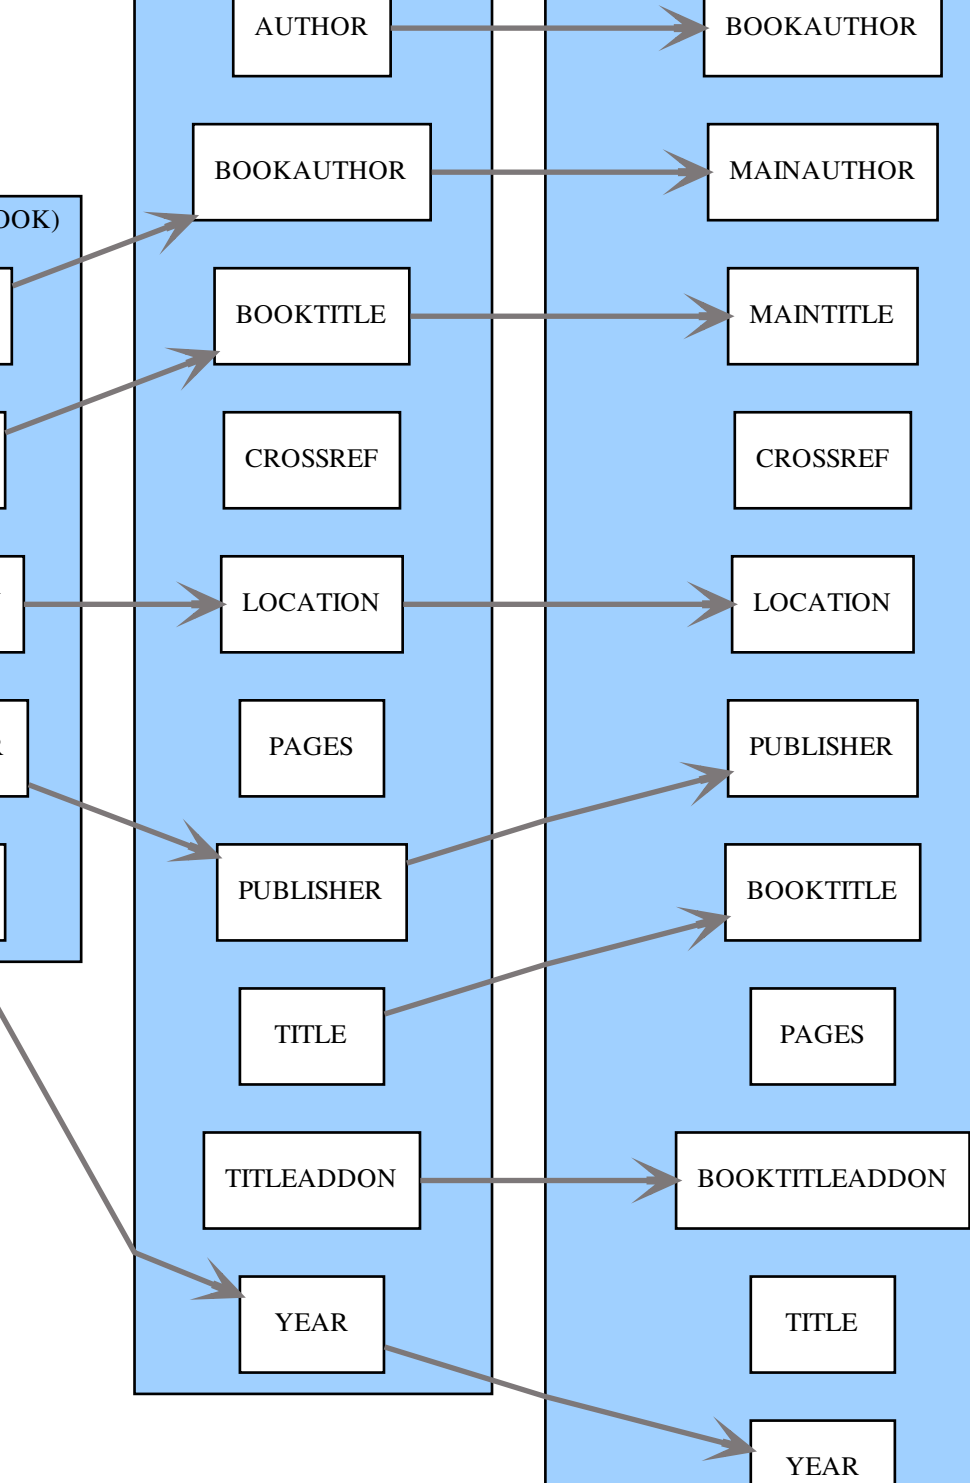 AUTHOR
BOOKAUTHOR
BOOKAUTHOR
MAINAUTHOR
BOOKTITLE
MAINTITLE
CROSSREF
CROSSREF
LOCATION
LOCATION
PAGES
PUBLISHER
PUBLISHER
BOOKTITLE
TITLE
PAGES
TITLEADDON
BOOKTITLEADDON
YEAR
TITLE
YEAR